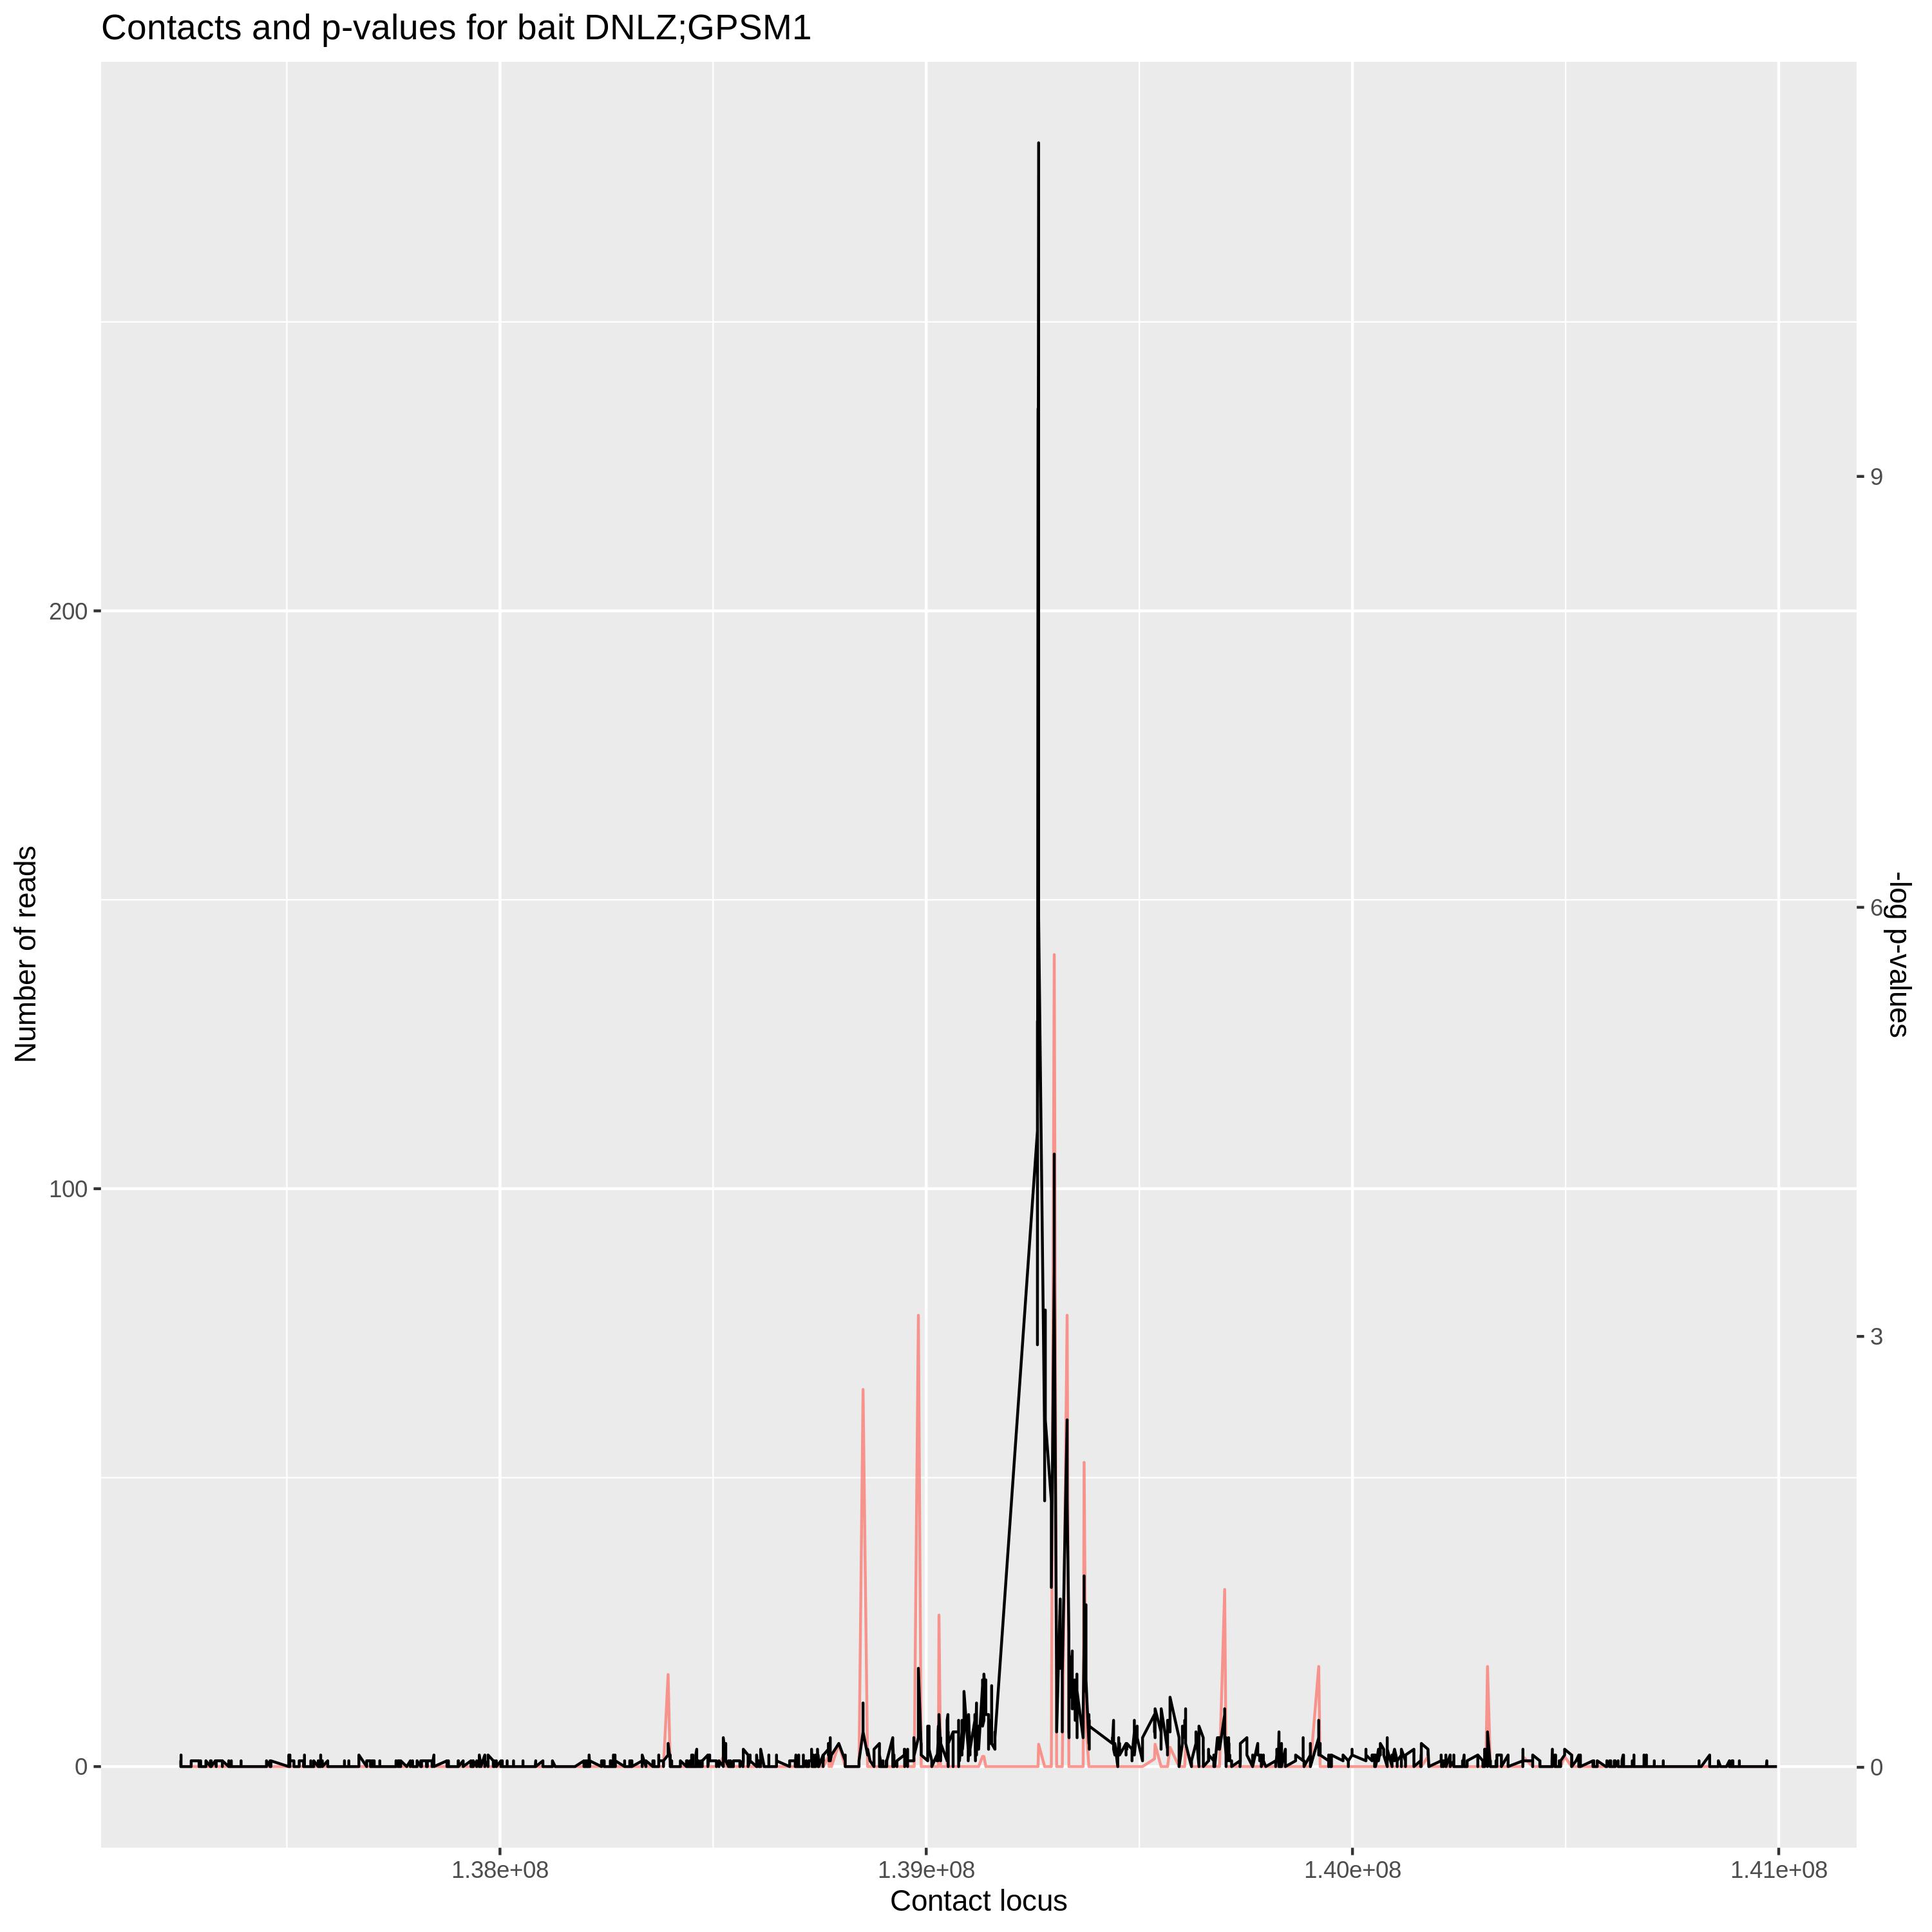 Contacts and p-values for bait DNLZ;GPSM1
Number of reads
200
100
0
9
6
3
0
-log p-values
1.38e+08 1.39e+08 1.40e+08 1.41e+08
Contact locus